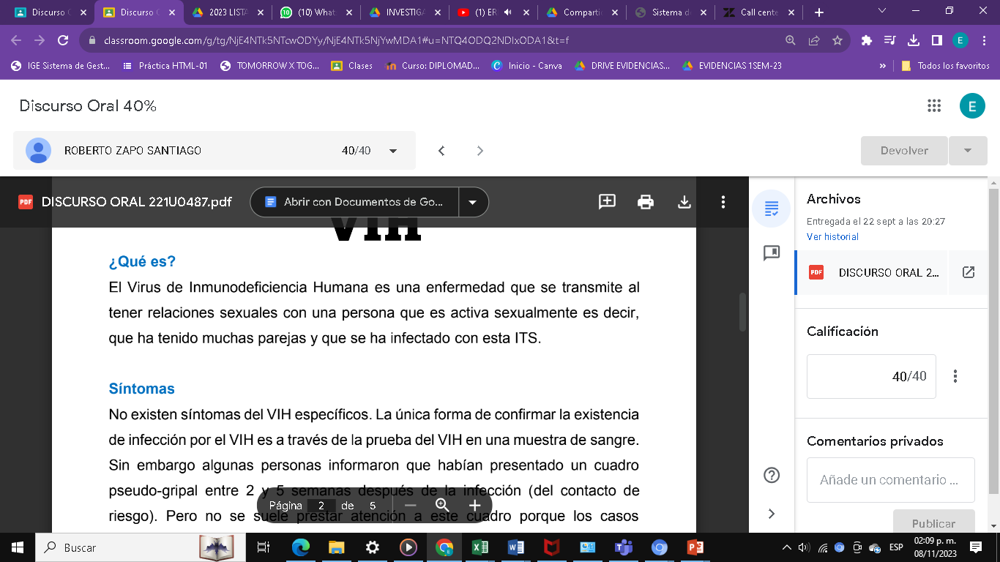 Discurso O
Discurso O
2023 LISTA
(10) What
INVESTIGA
(1) ER
Compartic
Sistema de
Call cente
classroom.google.com/g/tg/NjE4NTk5NTcwODYy/NjE4NTk5NjYwMDA1#u=NTQ4ODQ2NDIxODA1&t=f
E
IGE Sistema de Gest...
Práctica HTML-01
TOMORROW X TOG...
Clases
Curso: DIPLOMAD...
Inicio - Canva
DRIVE EVIDENCIAS...
EVIDENCIAS 1SEM-23
»
Todos los favoritos
Discurso Oral 40%
E
ROBERTO ZAPO SANTIAGO
40/40
Devolver
PDF
DISCURSO ORAL 221U0487.pdf
Abrir con Documentos de Go...
VIH
¿Qué es?
El Virus de Inmunodeficiencia Humana es una enfermedad que se transmite al
tener relaciones sexuales con una persona que es activa sexualmente es decir,
que ha tenido muchas parejas y que se ha infectado con esta ITS.
Síntomas
No existen síntomas del VIH específicos. La única forma de confirmar la existencia
de infección por el VIH es a través de la prueba del VIH en una muestra de sangre.
Sin embargo algunas personas informaron que habían presentado un cuadro
pseudo-gripal entre 2 y 5 semanas después de la infección (del contacto de
riesgo). Pero no se suele prestar atención a este cuadro porque los casos
Página 2 de 5
Archivos
Entregada el 22 sept a las 20:27
Ver historial
PDF
DISCURSO ORAL 2...
Calificación
40/40
Comentarios privados
Añade un comentario ...
Publicar
Buscar
ESP
02:09 p. m.
08/11/2023